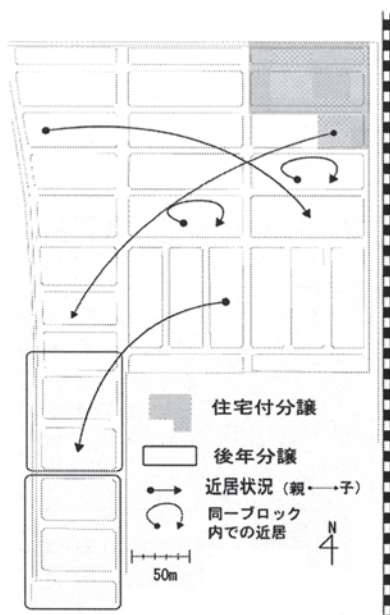 住宅付分譲
後年分譲
近居状況 (親●→子)
同一ブロック
内での近居
N
50m